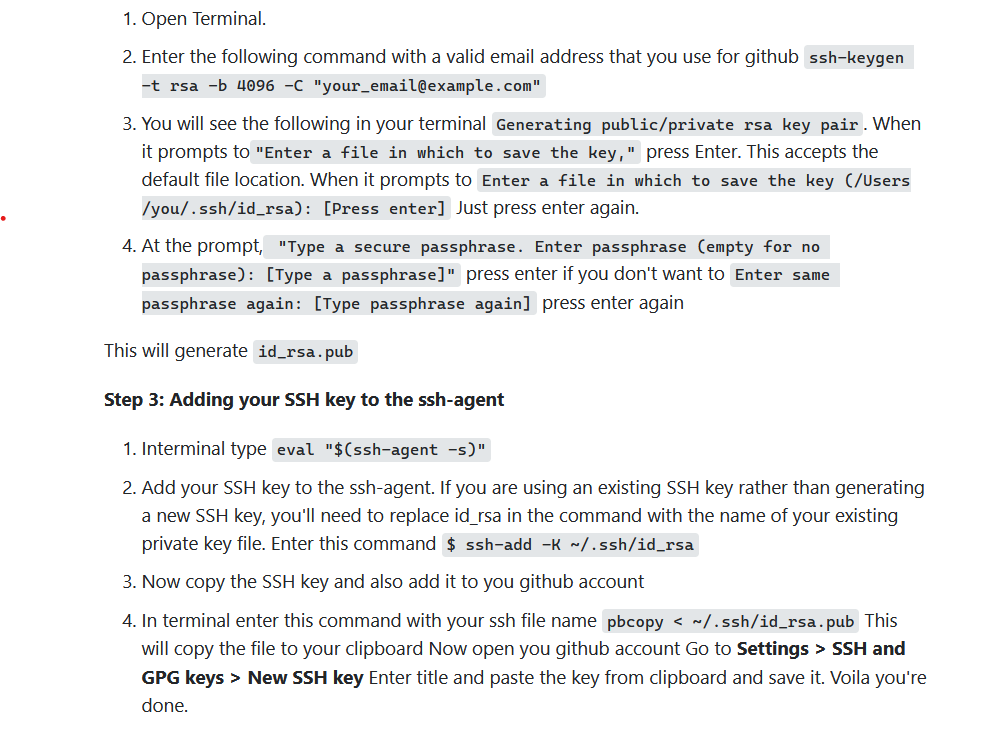 1. Open Terminal.
2. Enter the following command with a valid email address that you use for github ssh-keygen
-t rsa -b 4096 -C "your_email@example.com"
3. You will see the following in your terminal Generating public/private rsa key pair. When
it prompts to "Enter a file in which to save the key," press Enter. This accepts the
default file location. When it prompts to Enter a file in which to save the key (/Users
/you/.ssh/id_rsa): [Press enter] Just press enter again.
4. At the prompt, "Type a secure passphrase. Enter passphrase (empty for no
passphrase): [Type a passphrase]" press enter if you don't want to Enter same
passphrase again: [Type passphrase again] press enter again
This will generate id_rsa.pub
Step 3: Adding your SSH key to the ssh-agent
1. Interminal type eval "$(ssh-agent -s)"
2. Add your SSH key to the ssh-agent. If you are using an existing SSH key rather than generating
a new SSH key, you'll need to replace id_rsa in the command with the name of your existing
private key file. Enter this command $ ssh-add -K ~/.ssh/id_rsa
3. Now copy the SSH key and also add it to you github account
4. In terminal enter this command with your ssh file name pbcopy < ~/.ssh/id_rsa.pub This
will copy the file to your clipboard Now open you github account Go to Settings > SSH and
GPG keys > New SSH key Enter title and paste the key from clipboard and save it. Voila you're
done.